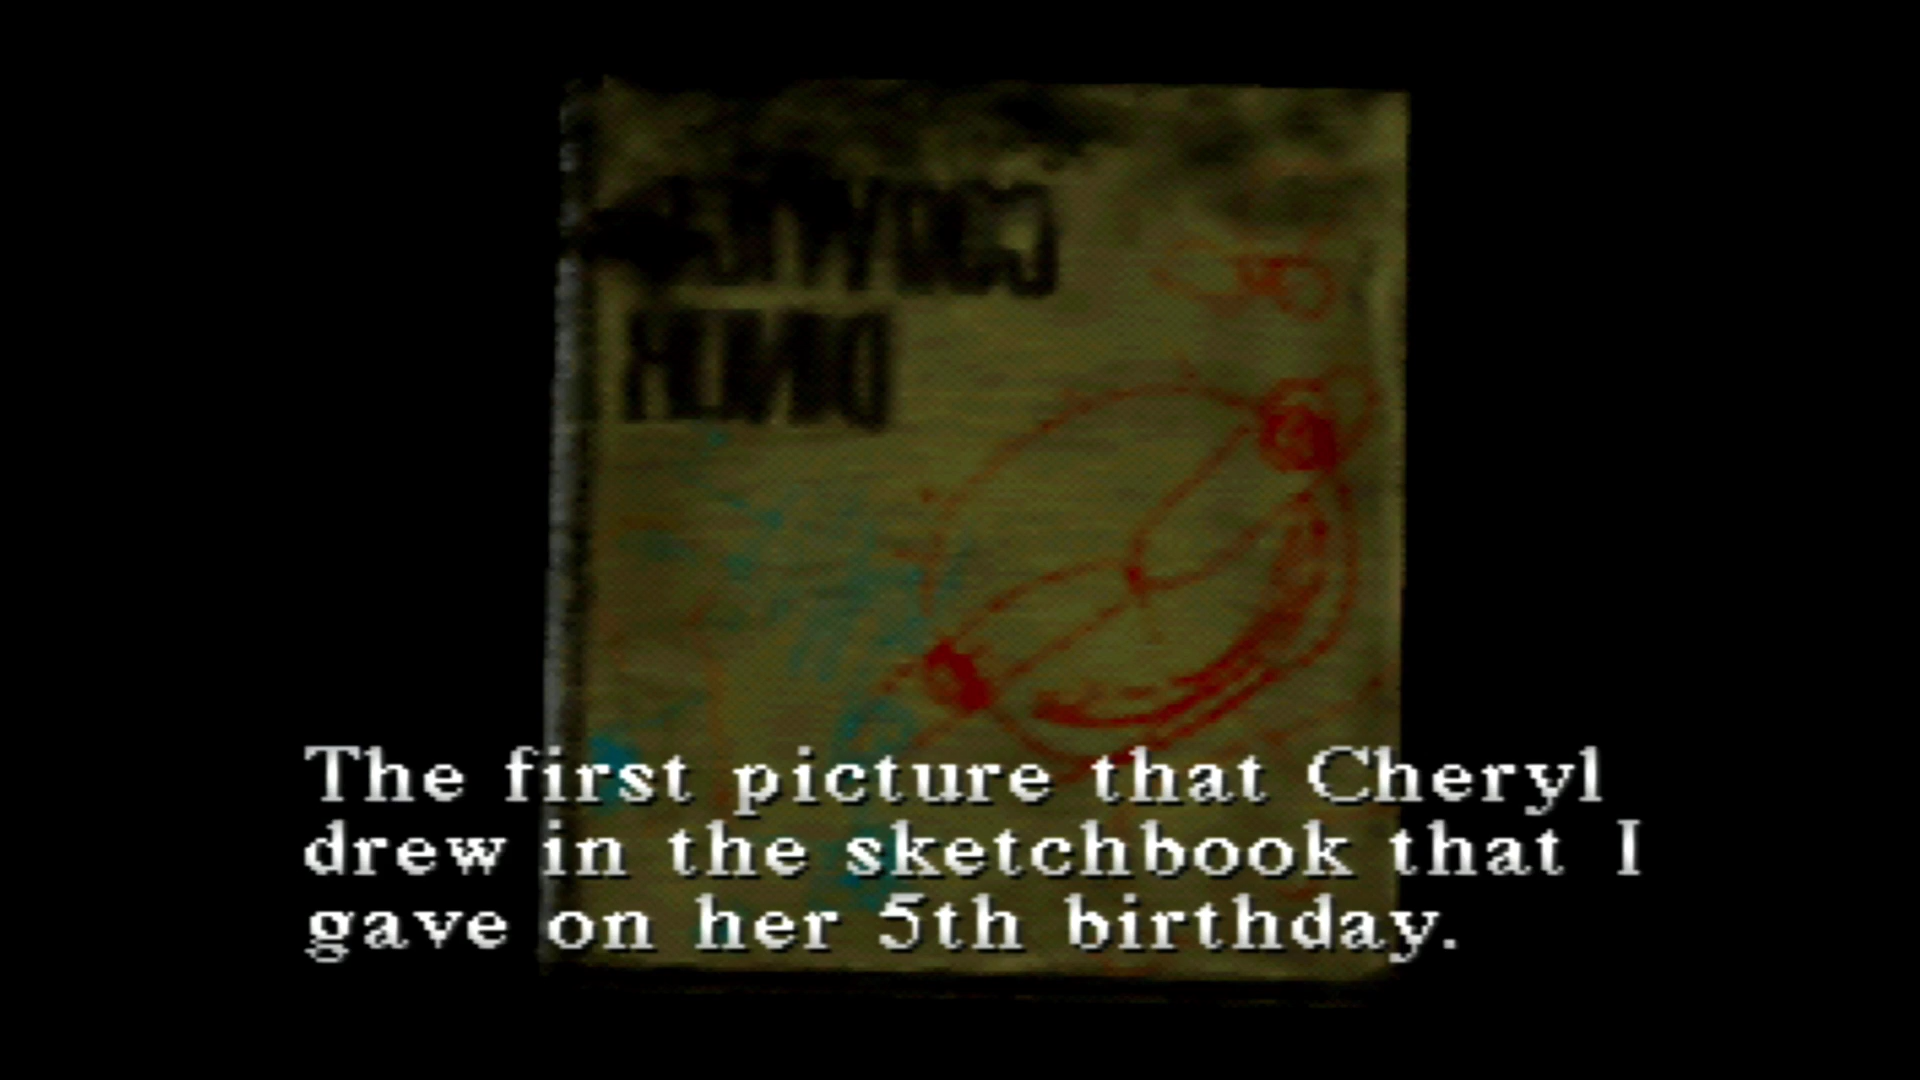 The first picture that Cheryl
drew in the sketchbook that I
gave on her 5th birthday.